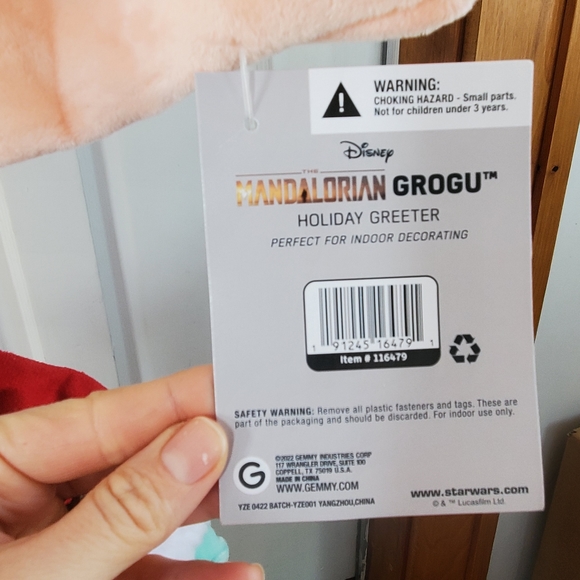 WARNING:
CHOKING HAZARD - Small parts.
Not for children under 3 years.
Disney
THE
MANDALORIAN GROGU™
HOLIDAY GREETER
PERFECT FOR INDOOR DECORATING
1 91245 16479 1
Item # 116479
SAFETY WARNING: Remove all plastic fasteners and tags. These are
part of the packaging and should be discarded. For indoor use only.
G
©2022 GEMMY INDUSTRIES CORP
117 WRANGLER DRIVE, SUITE 100
COPPELL, TX 75019 U.S.A.
MADE IN CHINA
WWW.GEMMY.COM
www.starwars.com
© & ™ Lucasfilm Ltd.
YZE 0422 BATCH-YZE001 YANGZHOU,CHINA